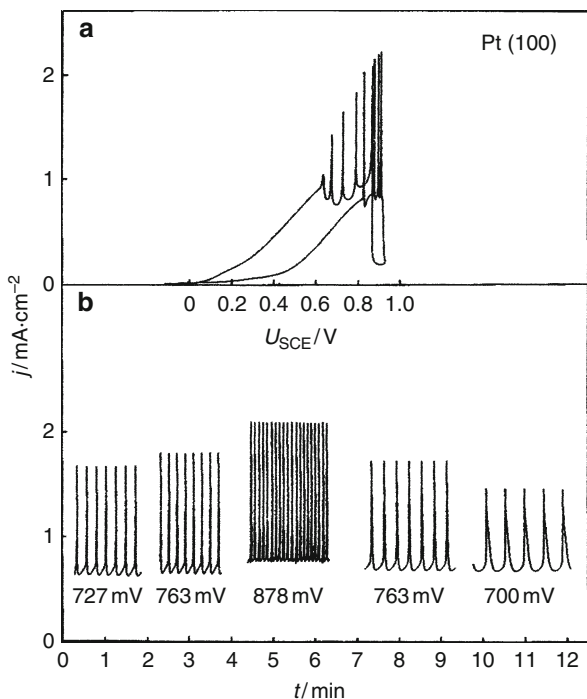 a
Pt (100)
2
1
0
0 0.2 0.4 0.6 0.8 1.0
U_SCE / V
j / mA·cm⁻²
b
2
1
0
727 mV 763 mV 878 mV 763 mV 700 mV
0 1 2 3 4 5 6 7 8 9 10 11 12
t / min